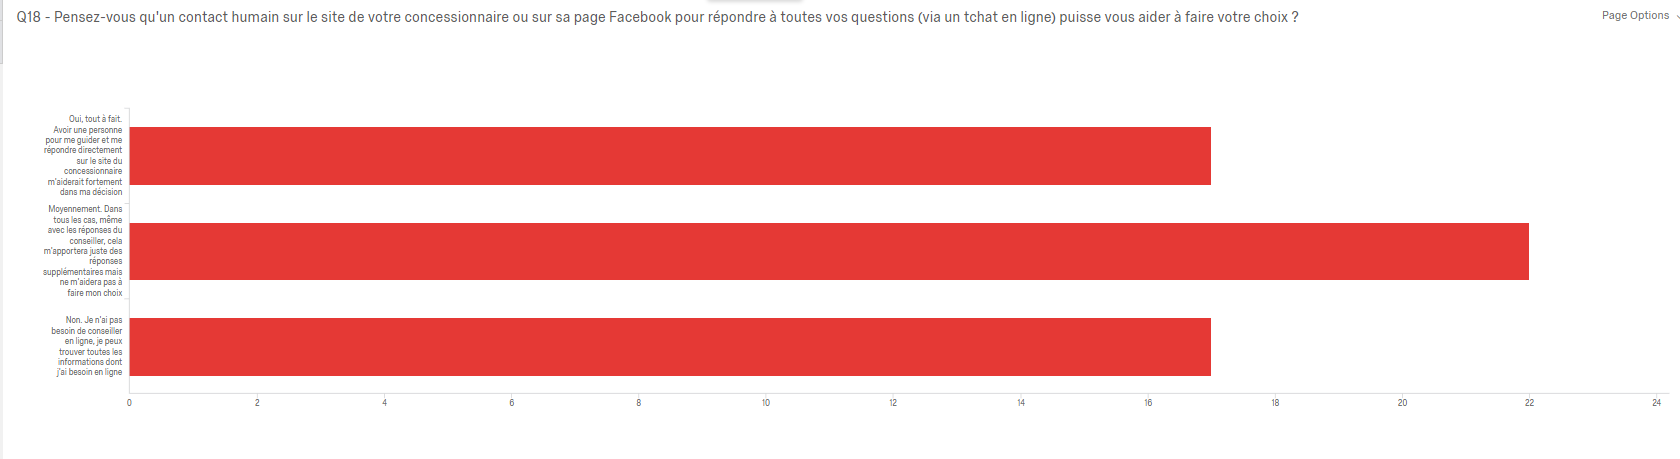 Q18 - Pensez-vous qu'un contact humain sur le site de votre concessionnaire ou sur sa page Facebook pour répondre à toutes vos questions (via un tchat en ligne) puisse vous aider à faire votre choix ?
Page Options
Oui, tout à fait.
Avoir une personne
pour me guider et me
répondre directement
sur le site du
concessionnaire
m'aiderait fortement
dans ma décision
Moyennement. Dans
tous les cas, même
avec les réponses du
conseiller, cela
m'apportera juste des
réponses
supplémentaires mais
ne m'aidera pas à
faire mon choix
Non. Je n'ai pas
besoin de conseiller
en ligne, je peux
trouver toutes les
informations dont
j'ai besoin en ligne
0 2 4 6 8 10 12 14 16 18 20 22 24